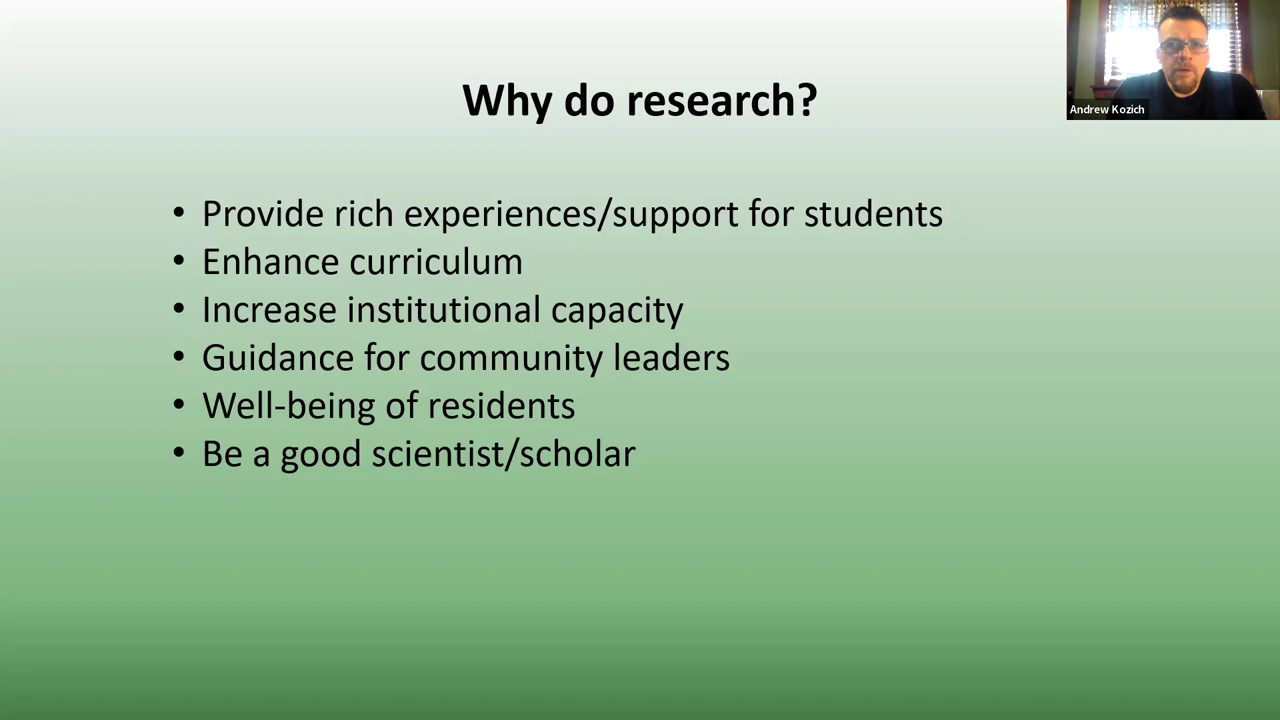 Why do research?
Andrew Kozich
• Provide rich experiences/support for students
• Enhance curriculum
• Increase institutional capacity
• Guidance for community leaders
• Well-being of residents
• Be a good scientist/scholar